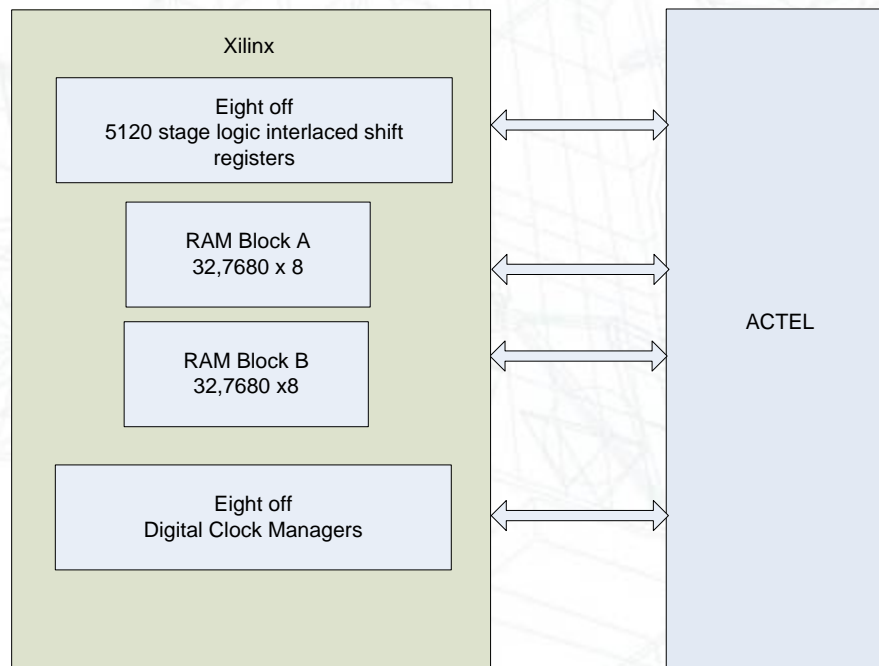 Xilinx
Eight off
5120 stage logic interlaced shift
registers
RAM Block A
32,7680 x 8
RAM Block B
32,7680 x8
Eight off
Digital Clock Managers
ACTEL